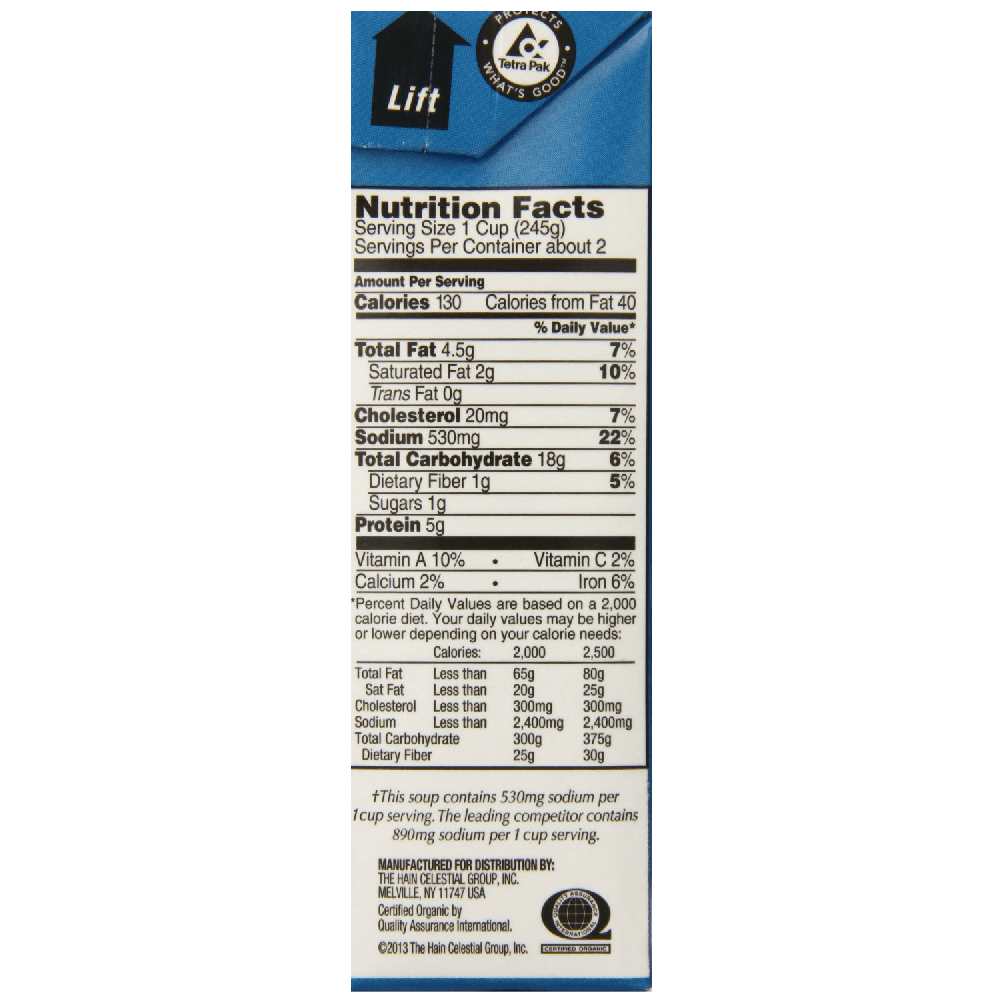 PROTECTS
Tetra Pak
WHAT'S GOOD™
Lift
Nutrition Facts
Serving Size 1 Cup (245g)
Servings Per Container about 2
Amount Per Serving
Calories 130 Calories from Fat 40
% Daily Value*
Total Fat 4.5g 7%
Saturated Fat 2g 10%
Trans Fat 0g
Cholesterol 20mg 7%
Sodium 530mg 22%
Total Carbohydrate 18g 6%
Dietary Fiber 1g 5%
Sugars 1g
Protein 5g
Vitamin A 10% • Vitamin C 2%
Calcium 2% • Iron 6%
*Percent Daily Values are based on a 2,000
calorie diet. Your daily values may be higher
or lower depending on your calorie needs:
Calories: 2,000 2,500
Total Fat Less than 65g 80g
Sat Fat Less than 20g 25g
Cholesterol Less than 300mg 300mg
Sodium Less than 2,400mg 2,400mg
Total Carbohydrate 300g 375g
Dietary Fiber 25g 30g
†This soup contains 530mg sodium per
1cup serving. The leading competitor contains
890mg sodium per 1 cup serving.
MANUFACTURED FOR DISTRIBUTION BY:
THE HAIN CELESTIAL GROUP, INC.
MELVILLE, NY 11747 USA
Certified Organic by
Quality Assurance International.
©2013 The Hain Celestial Group, Inc.
QUALITY ASSURANCE
INTERNATIONAL
CERTIFIED ORGANIC